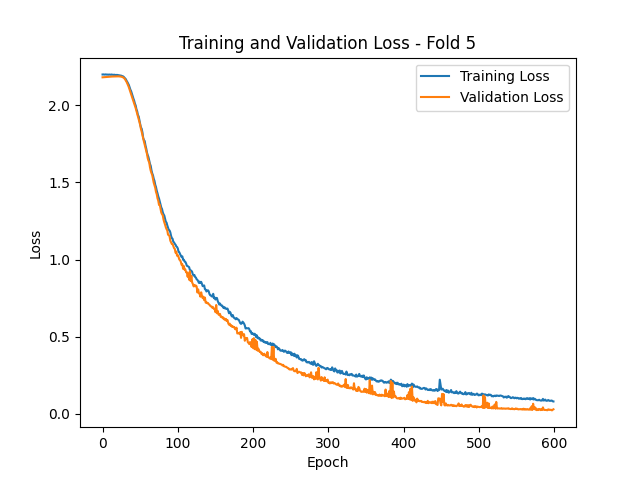 Training and Validation Loss - Fold 5
Training Loss
Validation Loss
Loss
2.0
1.5
1.0
0.5
0.0
0 100 200 300 400 500 600
Epoch